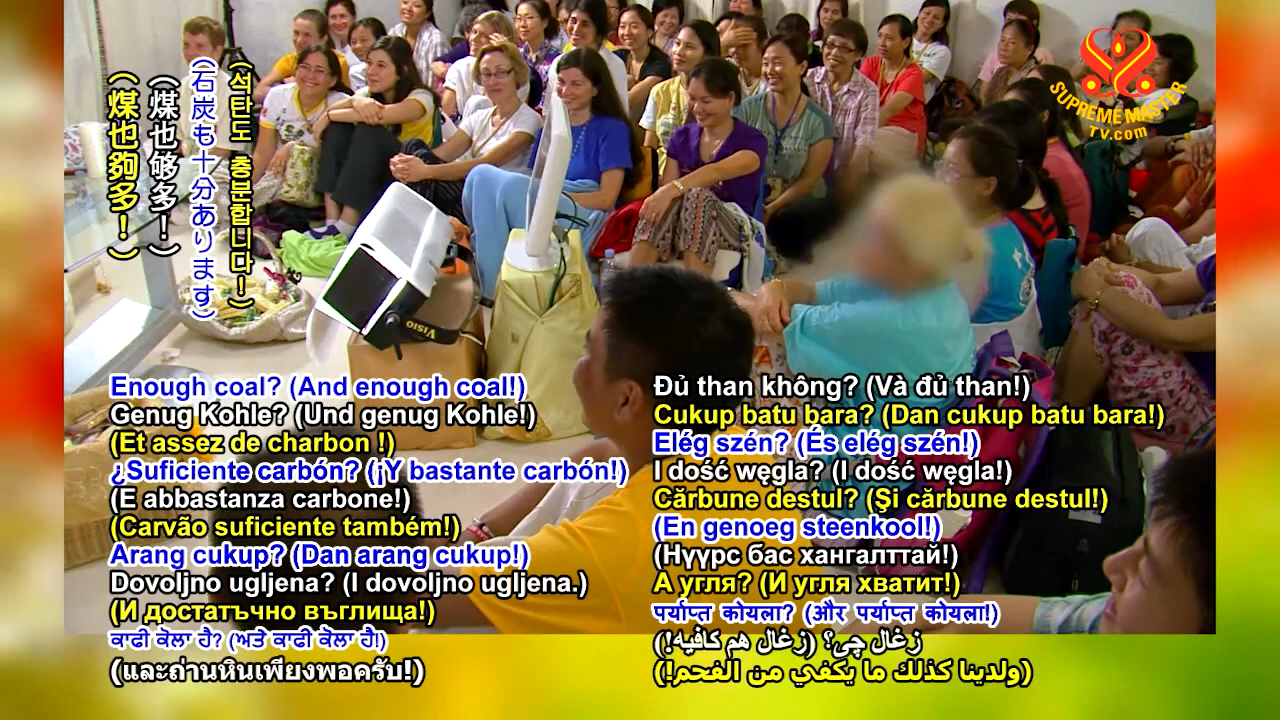 SUPREME MASTER
TV.com
(석탄도 충분합니다!)
(石炭も十分あります)
(煤也够多!)
(煤也夠多!)
VISIO
Enough coal? (And enough coal!)
Genug Kohle? (Und genug Kohle!)
(Et assez de charbon !)
¿Suficiente carbón? (¡Y bastante carbón!)
(E abbastanza carbone!)
(Carvão suficiente também!)
Arang cukup? (Dan arang cukup!)
Dovoljno ugljena? (I dovoljno ugljena.)
(И достатъчно въглища!)
ਕਾਫੀ ਕੋਲਾ ਹੈ? (ਅਤੇ ਕਾਫੀ ਕੋਲਾ ਹੈ!)
(และถ่านหินเพียงพอครับ!)
Đủ than không? (Và đủ than!)
Cukup batu bara? (Dan cukup batu bara!)
Elég szén? (És elég szén!)
I dość węgla? (I dość węgla!)
Cărbune destul? (Şi cărbune destul!)
(En genoeg steenkool!)
(Нүүрс бас хангалттай!)
А угля? (И угля хватит!)
पर्याप्त कोयला? (और पर्याप्त कोयला!)
زغال چی؟ (زغال هم کافیه!)
(ولدينا كذلك ما يكفي من الفحم!)